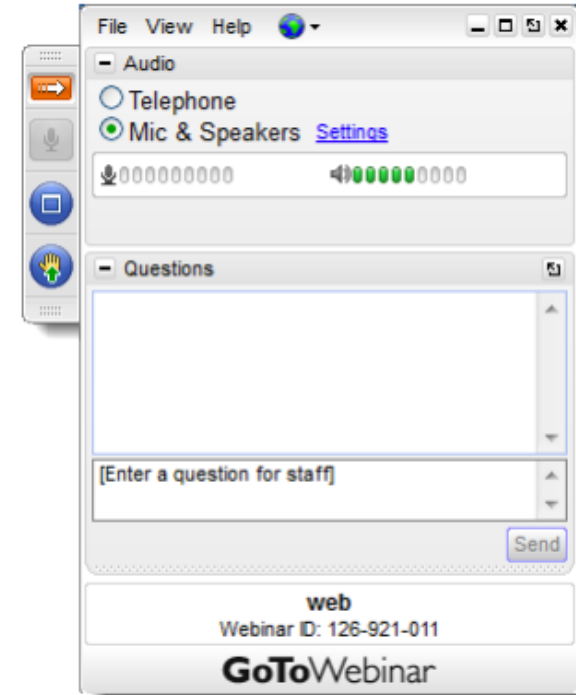 File View Help
Audio
Telephone
Mic & Speakers Settings
Questions
[Enter a question for staff]
Send
web
Webinar ID: 126-921-011
GoToWebinar